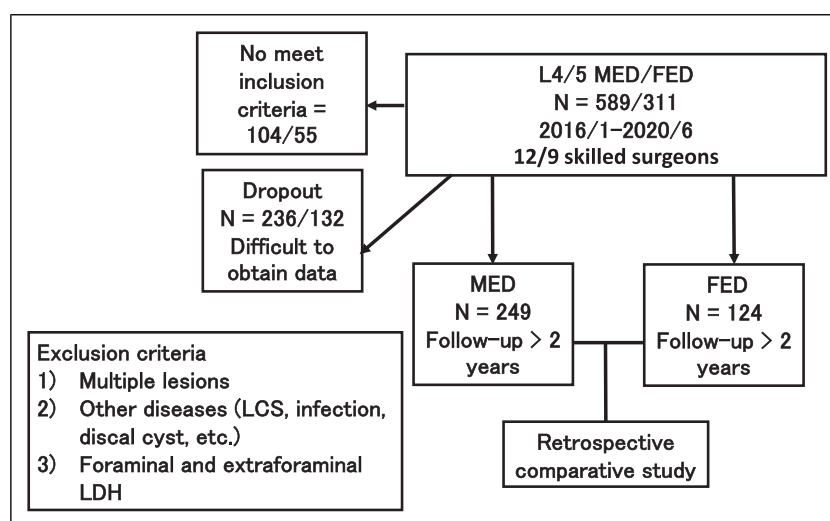 No meet
inclusion
criteria =
104/55
L4/5 MED/FED
N = 589/311
2016/1-2020/6
12/9 skilled surgeons
Dropout
N = 236/132
Difficult to
obtain data
MED
N = 249
Follow-up > 2
years
FED
N = 124
Follow-up > 2
years
Exclusion criteria
1) Multiple lesions
2) Other diseases (LCS, infection,
discal cyst, etc.)
3) Foraminal and extraforaminal
LDH
Retrospective
comparative study